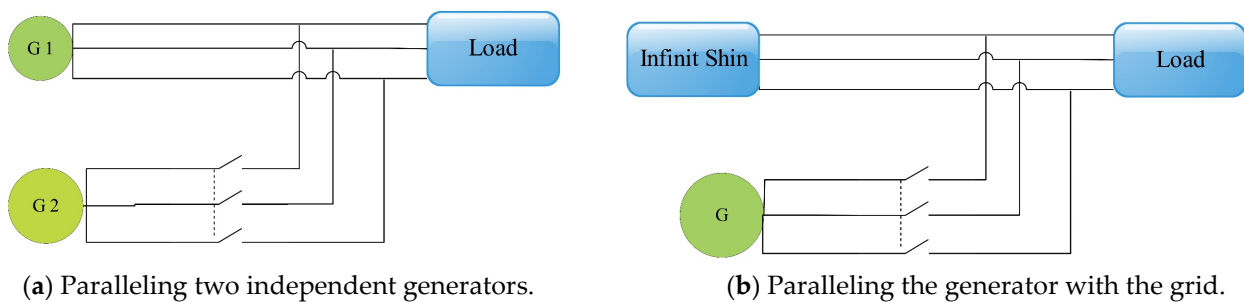 G 1
Load
G 2
(a) Paralleling two independent generators.
Infinit Shin
Load
G
(b) Paralleling the generator with the grid.